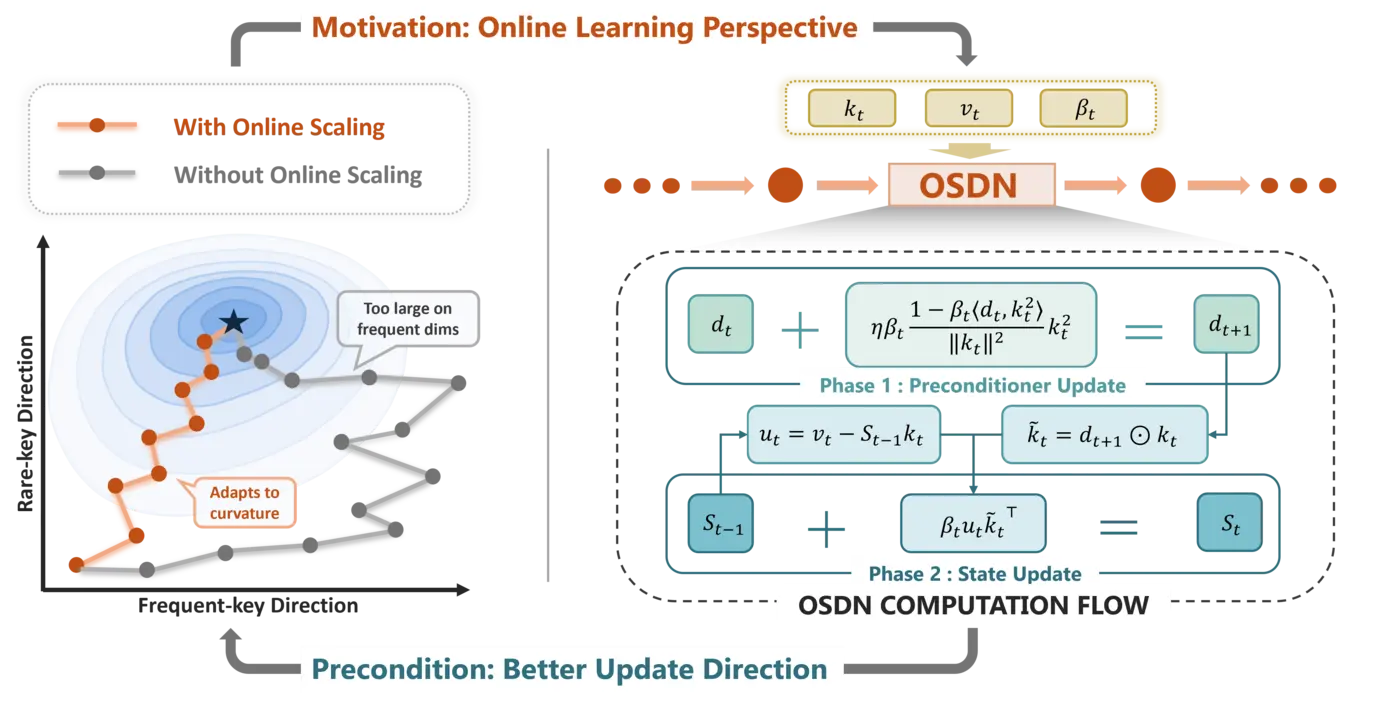 Motivation: Online Learning Perspective
With Online Scaling
Without Online Scaling
Rare-key Direction
Too large on
frequent dims
Adapts to
curvature
Frequent-key Direction
k_t
v_t
β_t
OSDN
d_t + ηβ_t \frac{1 − β_t⟨d_t, k_t^2⟩}{‖k_t‖^2} k_t^2 = d_{t+1}
Phase 1 : Preconditioner Update
u_t = v_t − S_{t−1}k_t
k̃_t = d_{t+1} ⊙ k_t
S_{t−1} + β_t u_t k̃_t^⊤ = S_t
Phase 2 : State Update
OSDN COMPUTATION FLOW
Precondition: Better Update Direction